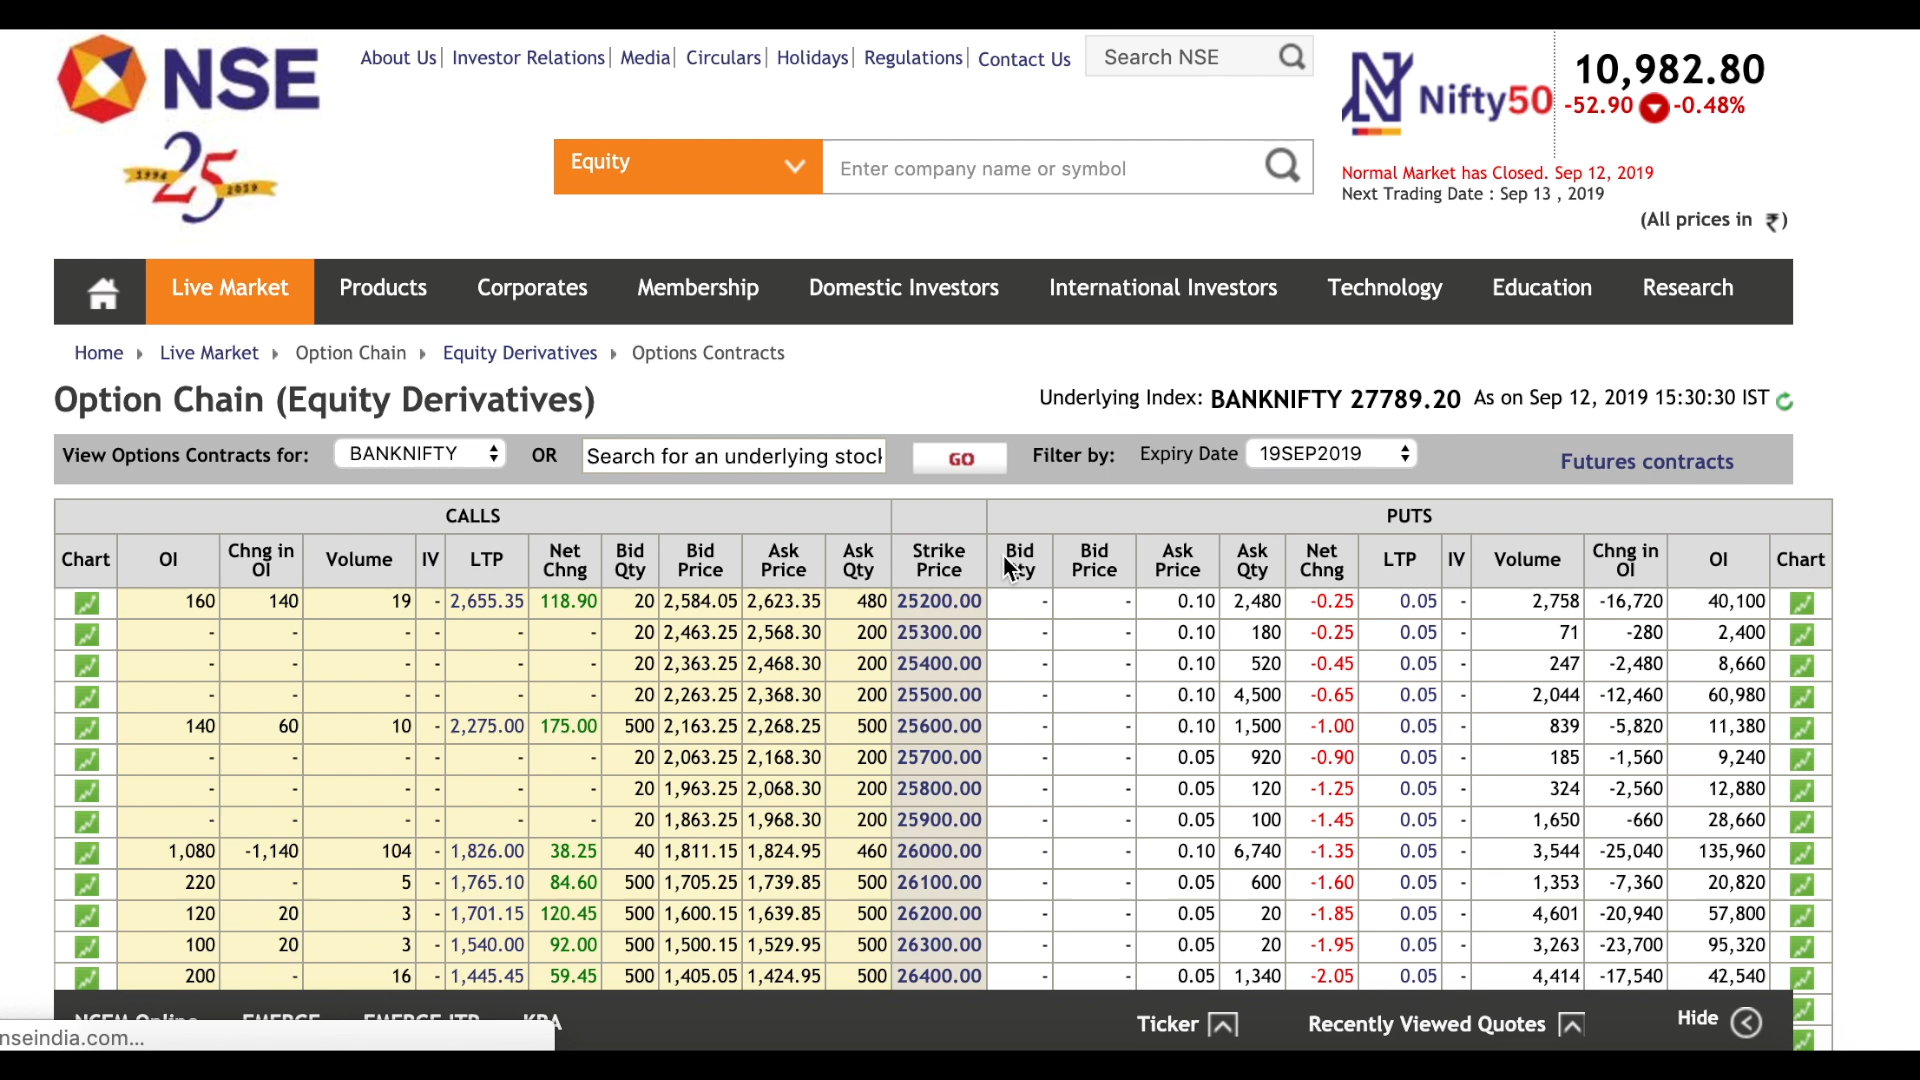 NSE
About Us | Investor Relations | Media | Circulars | Holidays | Regulations | Contact Us
Search NSE
1994 25 2019
Nifty50
10,982.80
-52.90 -0.48%
Equity
Enter company name or symbol
Normal Market has Closed. Sep 12, 2019
Next Trading Date : Sep 13 , 2019
(All prices in ₹)
Live Market Products Corporates Membership Domestic Investors International Investors Technology Education Research
Home Live Market Option Chain Equity Derivatives Options Contracts
Option Chain (Equity Derivatives)
Underlying Index: BANKNIFTY 27789.20 As on Sep 12, 2019 15:30:30 IST
View Options Contracts for: BANKNIFTY OR Search for an underlying stock GO Filter by: Expiry Date 19SEP2019 Futures contracts
CALLS PUTS
Chart OI Chng in OI Volume IV LTP Net Chng Bid Qty Bid Price Ask Price Ask Qty Strike Price Bid Qty Bid Price Ask Price Ask Qty Net Chng LTP IV Volume Chng in OI OI Chart
160 140 19 - 2,655.35 118.90 20 2,584.05 2,623.35 480 25200.00 - - 0.10 2,480 -0.25 0.05 - 2,758 -16,720 40,100
- - - - - - 20 2,463.25 2,568.30 200 25300.00 - - 0.10 180 -0.25 0.05 - 71 -280 2,400
- - - - - - 20 2,363.25 2,468.30 200 25400.00 - - 0.10 520 -0.45 0.05 - 247 -2,480 8,660
- - - - - - 20 2,263.25 2,368.30 200 25500.00 - - 0.10 4,500 -0.65 0.05 - 2,044 -12,460 60,980
140 60 10 - 2,275.00 175.00 500 2,163.25 2,268.25 500 25600.00 - - 0.10 1,500 -1.00 0.05 - 839 -5,820 11,380
- - - - - - 20 2,063.25 2,168.30 200 25700.00 - - 0.05 920 -0.90 0.05 - 185 -1,560 9,240
- - - - - - 20 1,963.25 2,068.30 200 25800.00 - - 0.05 120 -1.25 0.05 - 324 -2,560 12,880
- - - - - - 20 1,863.25 1,968.30 200 25900.00 - - 0.05 100 -1.45 0.05 - 1,650 -660 28,660
1,080 -1,140 104 - 1,826.00 38.25 40 1,811.15 1,824.95 460 26000.00 - - 0.10 6,740 -1.35 0.05 - 3,544 -25,040 135,960
220 - 5 - 1,765.10 84.60 500 1,705.25 1,739.85 500 26100.00 - - 0.05 600 -1.60 0.05 - 1,353 -7,360 20,820
120 20 3 - 1,701.15 120.45 500 1,600.15 1,639.85 500 26200.00 - - 0.05 20 -1.85 0.05 - 4,601 -20,940 57,800
100 20 3 - 1,540.00 92.00 500 1,500.15 1,529.95 500 26300.00 - - 0.05 20 -1.95 0.05 - 3,263 -23,700 95,320
200 - 16 - 1,445.45 59.45 500 1,405.05 1,424.95 500 26400.00 - - 0.05 1,340 -2.05 0.05 - 4,414 -17,540 42,540
Ticker Recently Viewed Quotes Hide
nseindia.com...